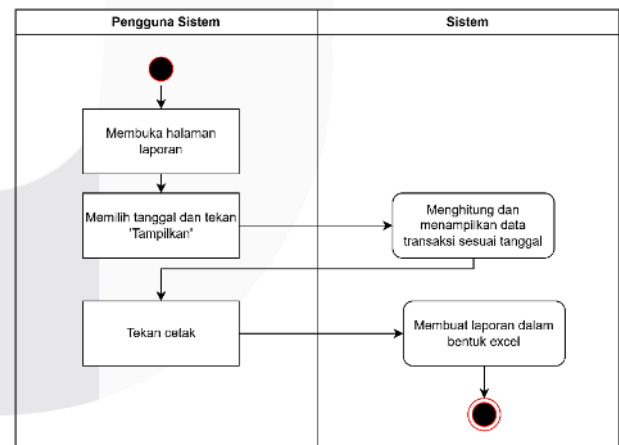 Pengguna Sistem
Sistem
Membuka halaman
laporan
Memilih tanggal dan tekan
'Tampilkan'
Menghitung dan
menampilkan data
transaksi sesuai tanggal
Tekan cetak
Membuat laporan dalam
bentuk excel